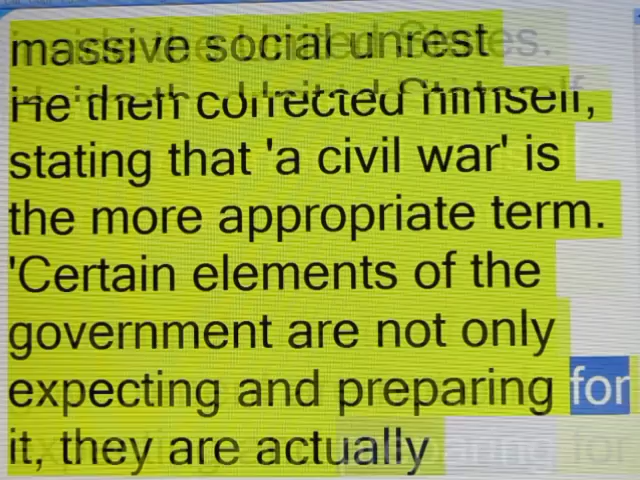 massive social unrest
He then corrected himself,
stating that 'a civil war' is
the more appropriate term.
'Certain elements of the
government are not only
expecting and preparing for
it, they are actually